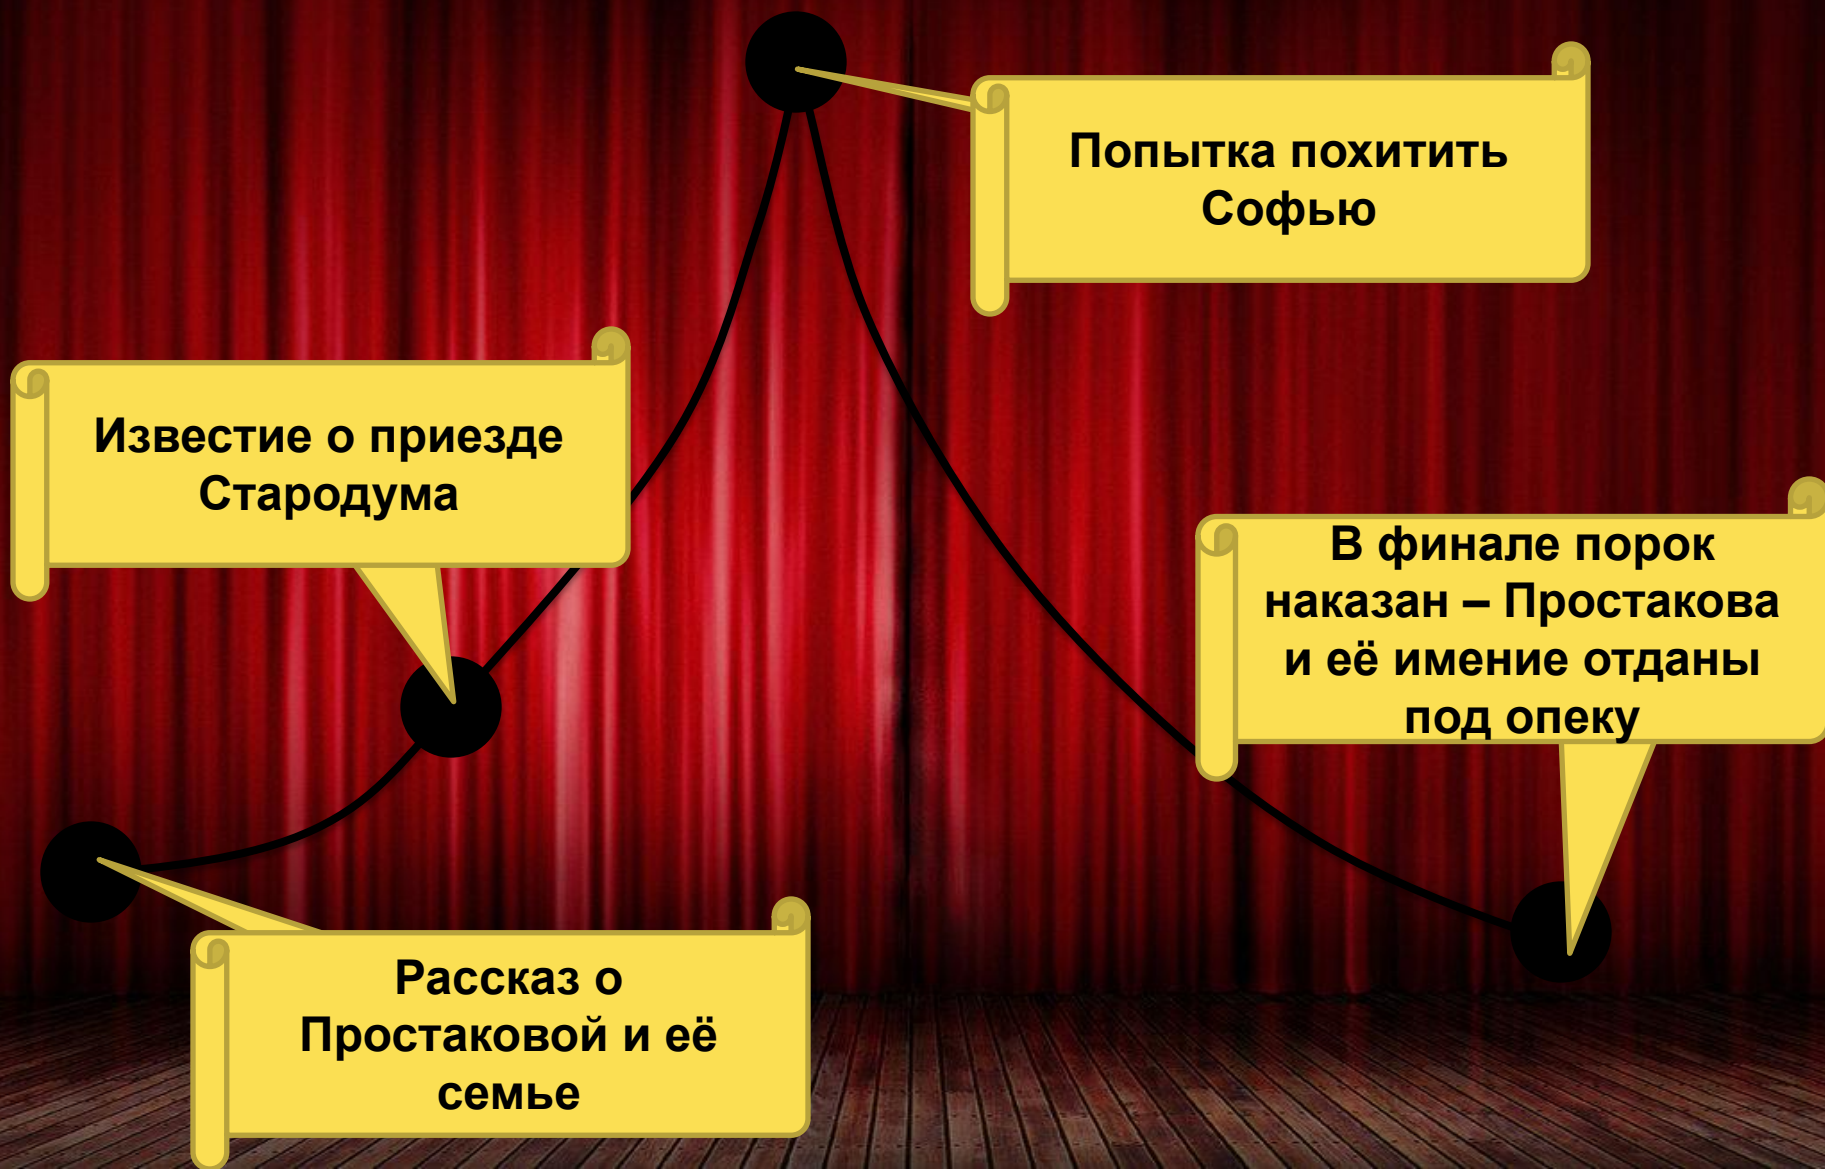 Попытка похитить
Софью
Известие о приезде
Стародума
В финале порок
наказан – Простакова
и её имение отданы
под опеку
Рассказ о
Простаковой и её
семье